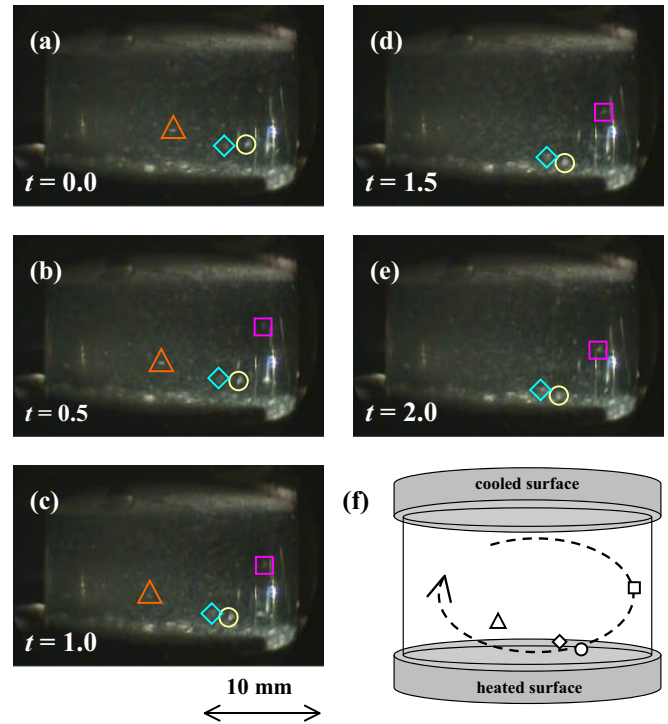 (a)
t = 0.0
(b)
t = 0.5
(c)
t = 1.0
10 mm
(d)
t = 1.5
(e)
t = 2.0
(f)
cooled surface
heated surface